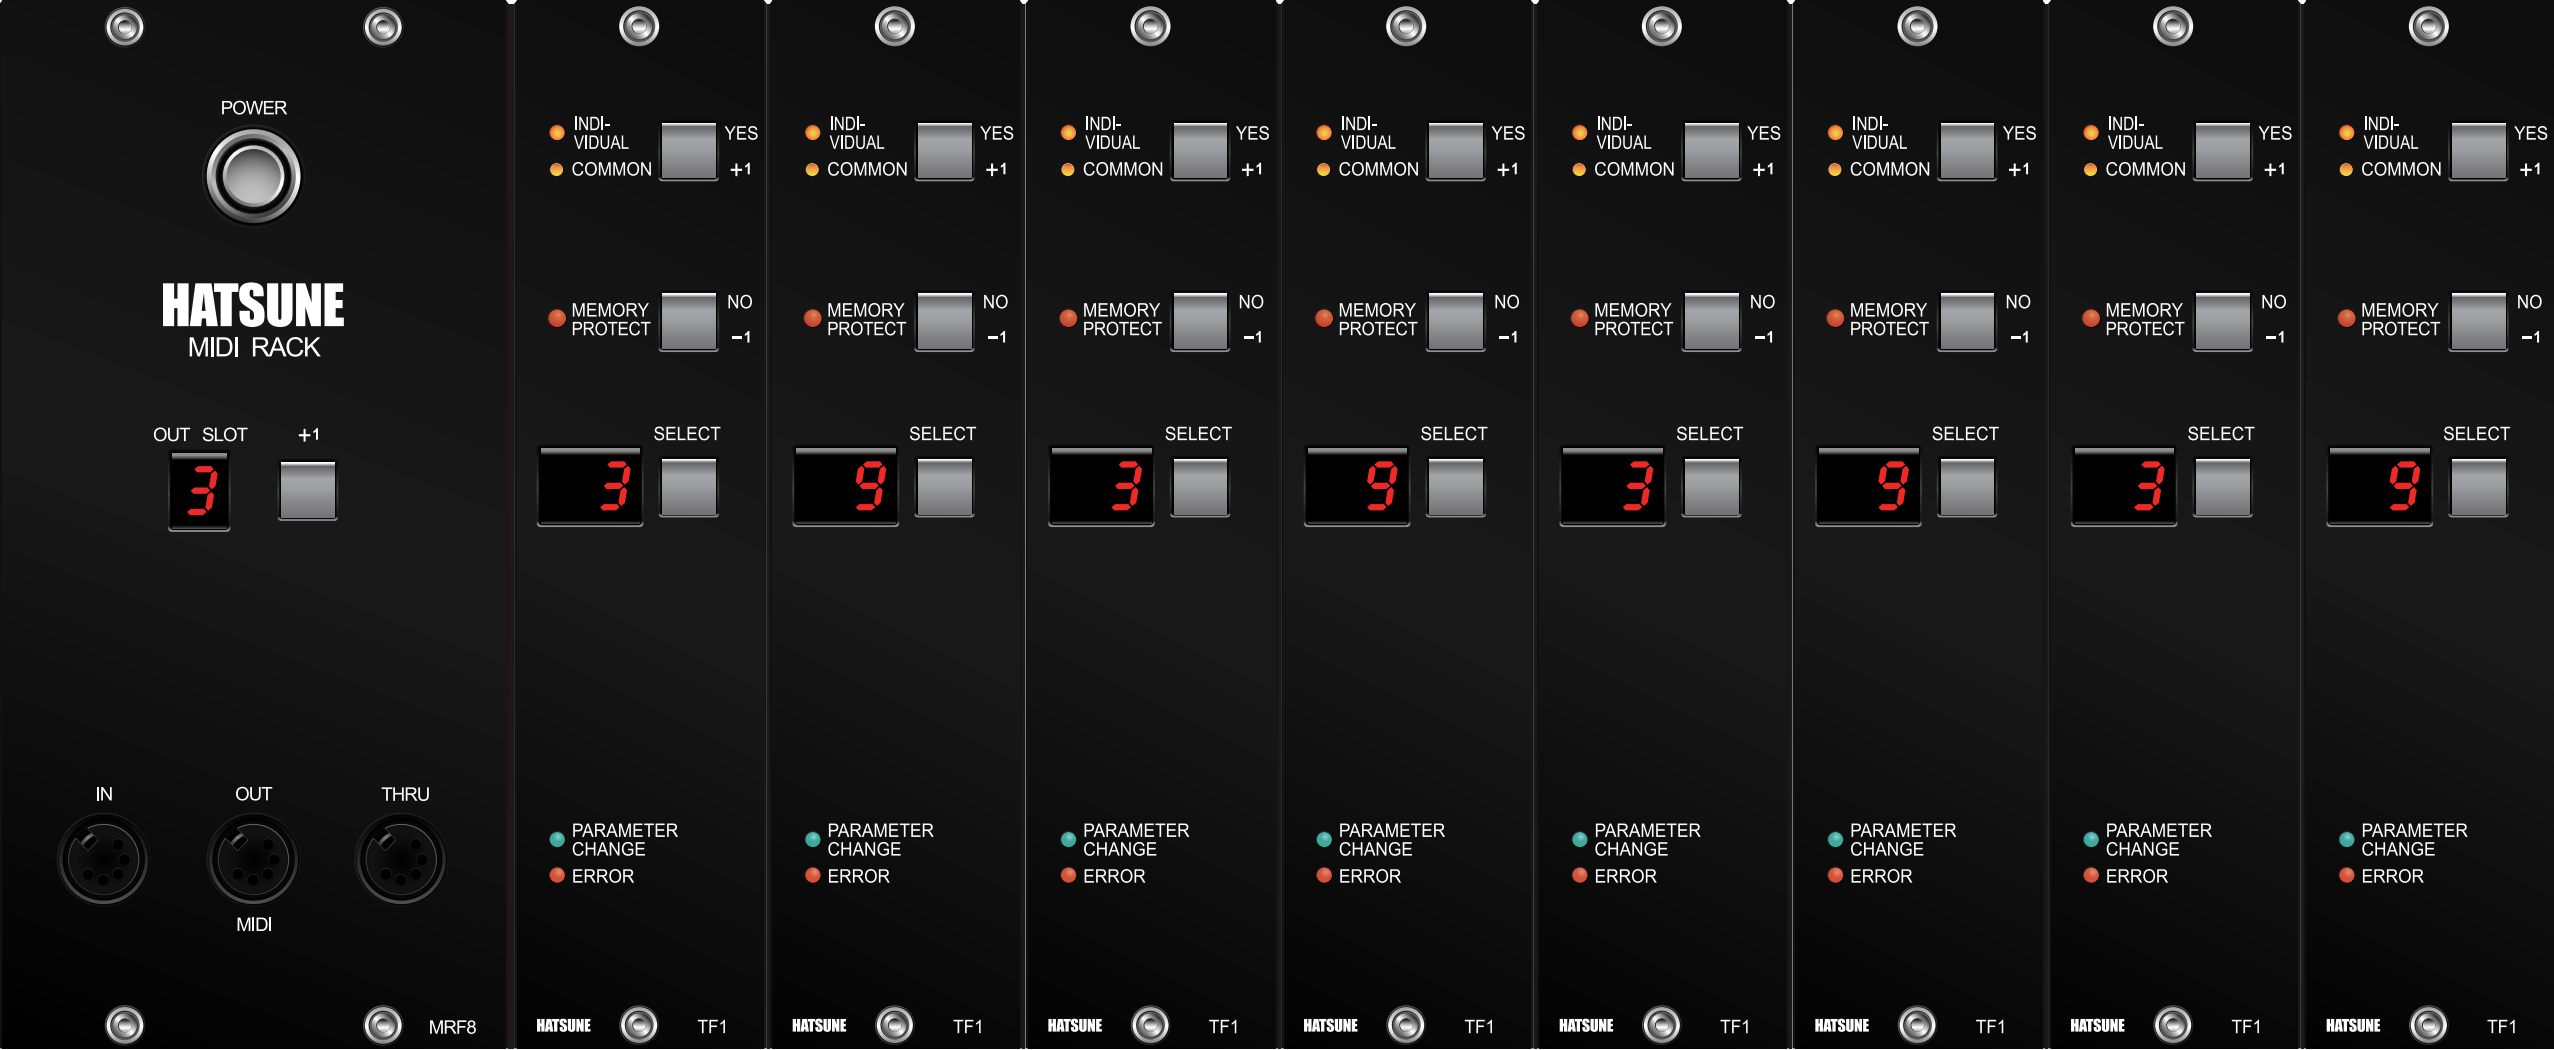 POWER
HATSUNE
MIDI RACK
OUT SLOT +1
3
IN OUT THRU
MIDI
MRF8
INDI-
VIDUAL
COMMON
YES
+1
MEMORY
PROTECT
NO
-1
SELECT
3
PARAMETER
CHANGE
ERROR
HATSUNE TF1
INDI-
VIDUAL
COMMON
YES
+1
MEMORY
PROTECT
NO
-1
SELECT
9
PARAMETER
CHANGE
ERROR
HATSUNE TF1
INDI-
VIDUAL
COMMON
YES
+1
MEMORY
PROTECT
NO
-1
SELECT
3
PARAMETER
CHANGE
ERROR
HATSUNE TF1
INDI-
VIDUAL
COMMON
YES
+1
MEMORY
PROTECT
NO
-1
SELECT
9
PARAMETER
CHANGE
ERROR
HATSUNE TF1
INDI-
VIDUAL
COMMON
YES
+1
MEMORY
PROTECT
NO
-1
SELECT
3
PARAMETER
CHANGE
ERROR
HATSUNE TF1
INDI-
VIDUAL
COMMON
YES
+1
MEMORY
PROTECT
NO
-1
SELECT
9
PARAMETER
CHANGE
ERROR
HATSUNE TF1
INDI-
VIDUAL
COMMON
YES
+1
MEMORY
PROTECT
NO
-1
SELECT
3
PARAMETER
CHANGE
ERROR
HATSUNE TF1
INDI-
VIDUAL
COMMON
YES
+1
MEMORY
PROTECT
NO
-1
SELECT
9
PARAMETER
CHANGE
ERROR
HATSUNE TF1